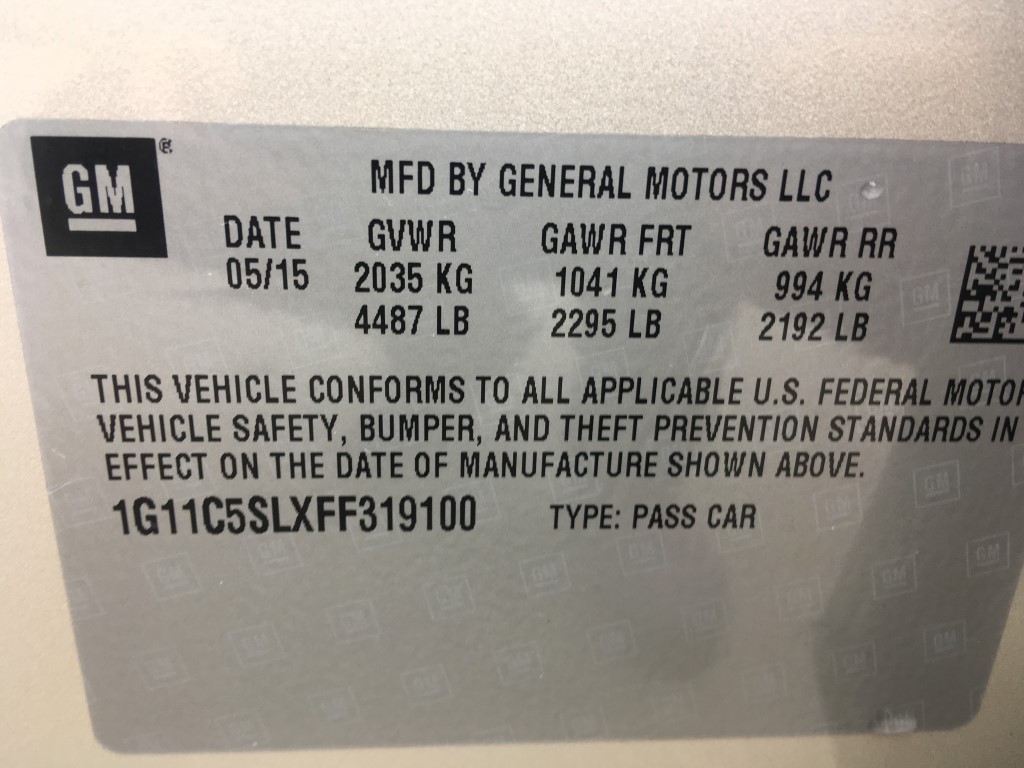 GM ®
MFD BY GENERAL MOTORS LLC
DATE GVWR GAWR FRT GAWR RR
05/15 2035 KG 1041 KG 994 KG
4487 LB 2295 LB 2192 LB
THIS VEHICLE CONFORMS TO ALL APPLICABLE U.S. FEDERAL MOTOR
VEHICLE SAFETY, BUMPER, AND THEFT PREVENTION STANDARDS IN
EFFECT ON THE DATE OF MANUFACTURE SHOWN ABOVE.
1G11C5SLXFF319100 TYPE: PASS CAR